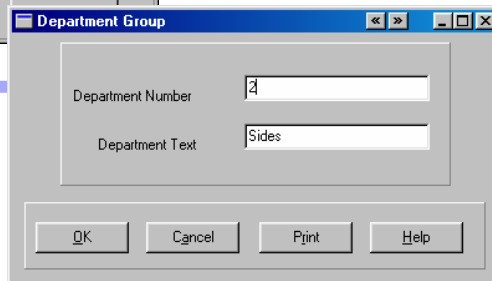 Department Group
Department Number 2
Department Text Sides
OK Cancel Print Help